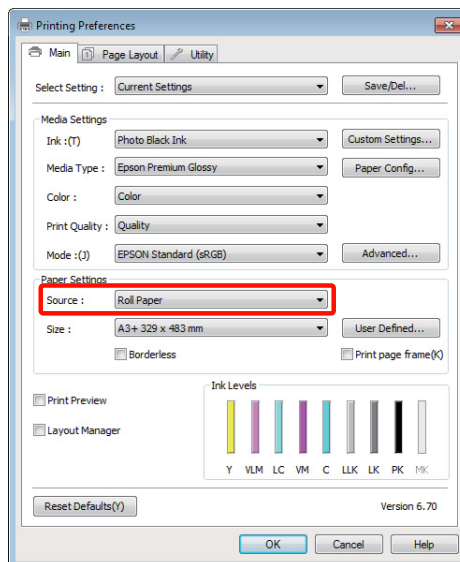 Printing Preferences
Main Page Layout Utility
Select Setting : Current Settings Save/Del...
Media Settings
Ink :(T) Photo Black Ink Custom Settings...
Media Type : Epson Premium Glossy Paper Config...
Color : Color
Print Quality : Quality
Mode :(J) EPSON Standard (sRGB) Advanced...
Paper Settings
Source : Roll Paper
Size : A3+ 329 x 483 mm User Defined...
Borderless Print page frame(K)
Ink Levels
Print Preview
Layout Manager
Y VLM LC VM C LLK LK PK MK
Reset Defaults(Y) Version 6.70
OK Cancel Help